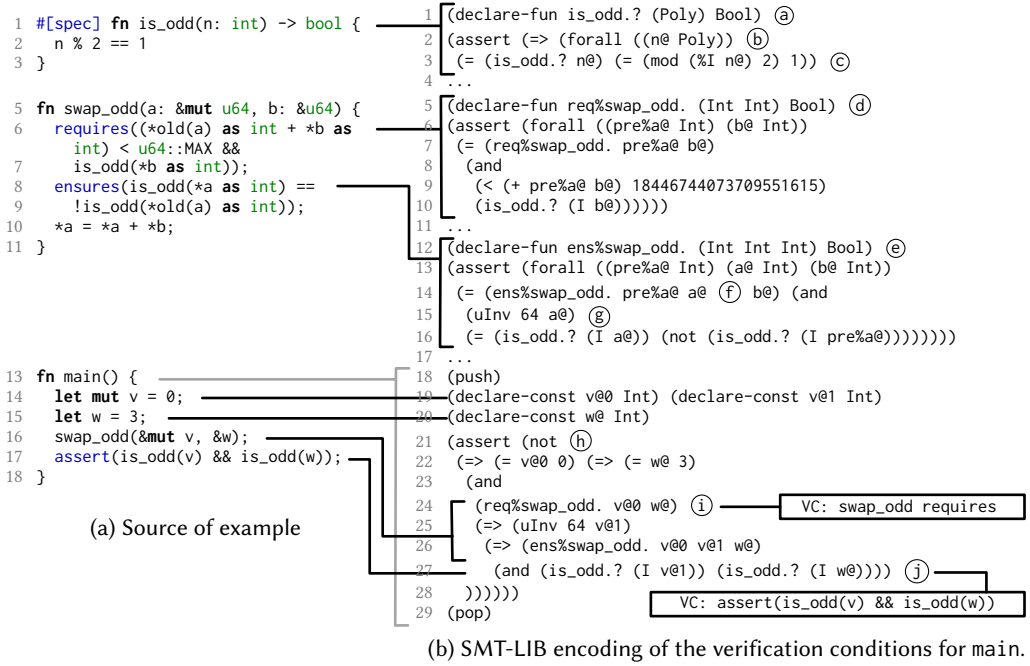 1 #[spec] fn is_odd(n: int) -> bool {
2   n % 2 == 1
3 }
5 fn swap_odd(a: &mut u64, b: &u64) {
6   requires((*old(a) as int + *b as
      int) < u64::MAX &&
7     is_odd(*b as int));
8   ensures(is_odd(*a as int) ==
9     !is_odd(*old(a) as int));
10   *a = *a + *b;
11 }
13 fn main() {
14   let mut v = 0;
15   let w = 3;
16   swap_odd(&mut v, &w);
17   assert(is_odd(v) && is_odd(w));
18 }
(a) Source of example
1 (declare-fun is_odd.? (Poly) Bool) ⓐ
2 (assert (=> (forall ((n@ Poly)) ⓑ
3  (= (is_odd.? n@) (= (mod (%I n@) 2) 1)) ⓒ
4 ...
5 (declare-fun req%swap_odd. (Int Int) Bool) ⓓ
6 (assert (forall ((pre%a@ Int) (b@ Int))
7  (= (req%swap_odd. pre%a@ b@)
8   (and
9    (< (+ pre%a@ b@) 18446744073709551615)
10    (is_odd.? (I b@))))))
11 ...
12 (declare-fun ens%swap_odd. (Int Int Int) Bool) ⓔ
13 (assert (forall ((pre%a@ Int) (a@ Int) (b@ Int))
14  (= (ens%swap_odd. pre%a@ a@ ⓕ b@) (and
15   (uInv 64 a@) ⓖ
16   (= (is_odd.? (I a@)) (not (is_odd.? (I pre%a@))))))))
17 ...
18 (push)
19 (declare-const v@0 Int) (declare-const v@1 Int)
20 (declare-const w@ Int)
21 (assert (not ⓗ
22  (=> (= v@0 0) (=> (= w@ 3)
23   (and
24    (req%swap_odd. v@0 w@) ⓘ VC: swap_odd requires
25    (=> (uInv 64 v@1)
26     (=> (ens%swap_odd. v@0 v@1 w@)
27      (and (is_odd.? (I v@1)) (is_odd.? (I w@)))) ⓙ
28   ))))))
VC: assert(is_odd(v) && is_odd(w))
29 (pop)
(b) SMT-LIB encoding of the verification conditions for main.